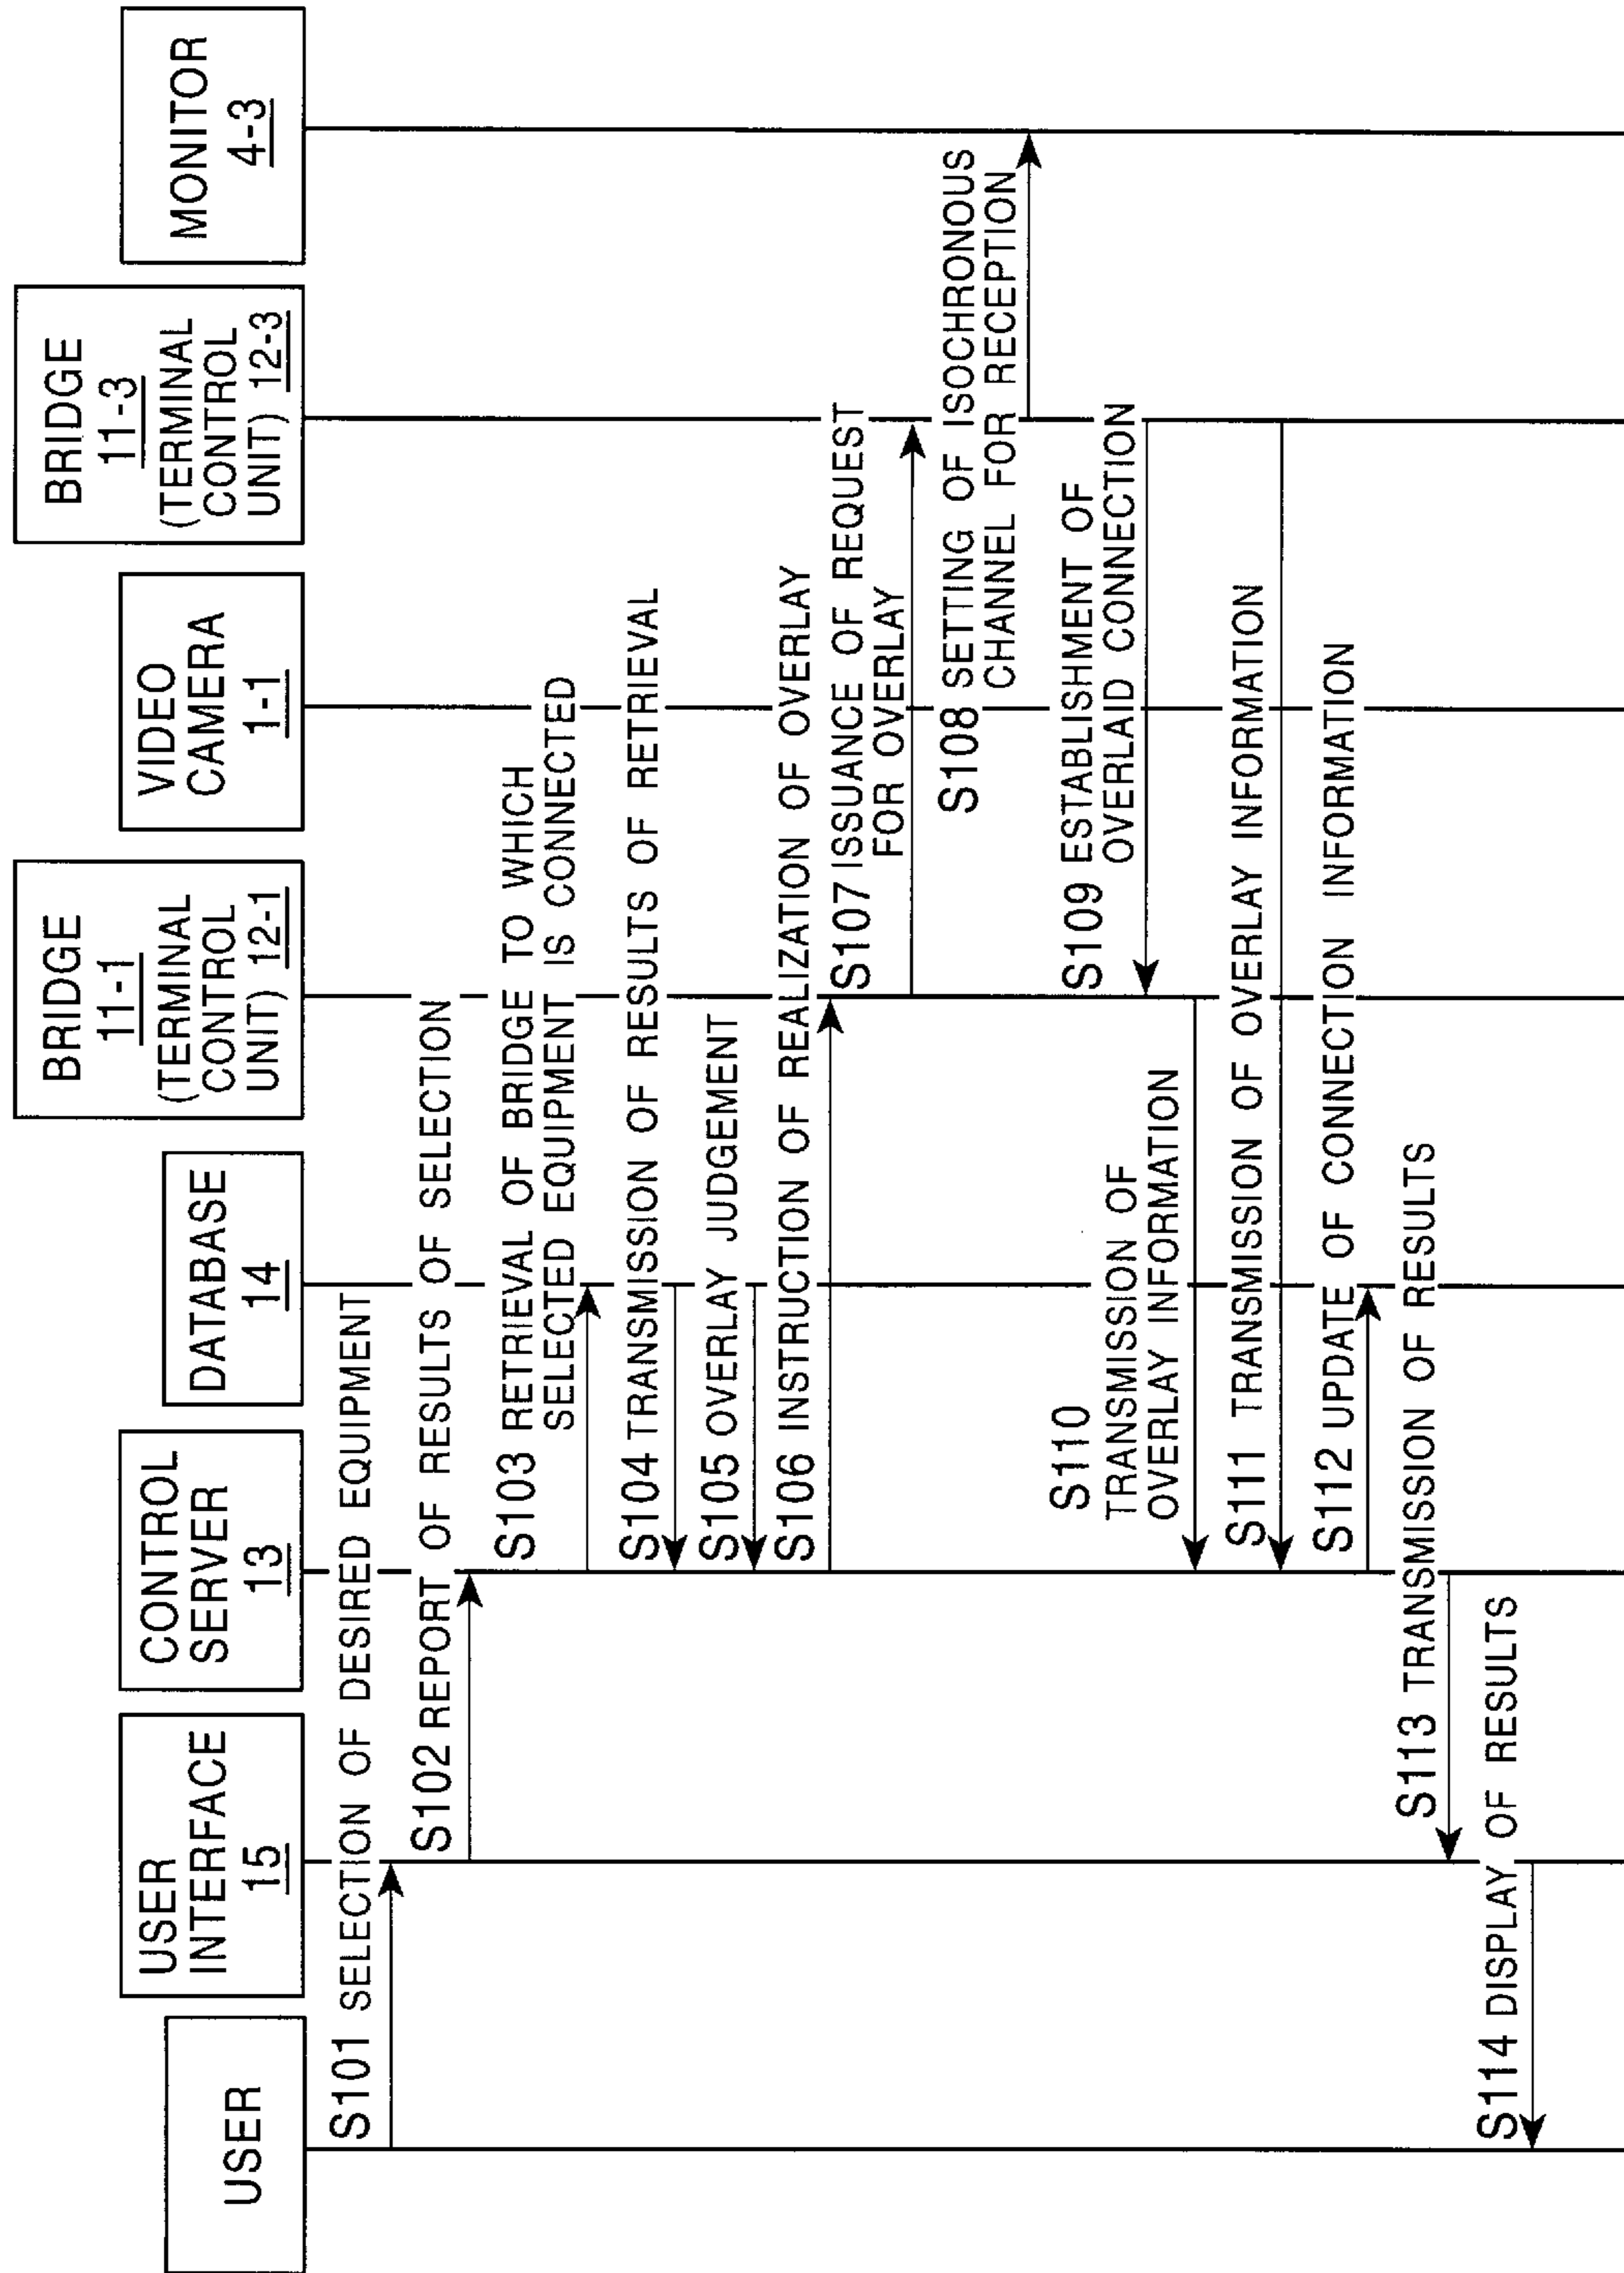 USER
USER
INTERFACE
15
CONTROL
SERVER
13
DATABASE
14
BRIDGE
11-1
(TERMINAL
CONTROL
UNIT) 12-1
VIDEO
CAMERA
1-1
BRIDGE
11-3
(TERMINAL
CONTROL
UNIT) 12-3
MONITOR
4-3
S101 SELECTION OF DESIRED EQUIPMENT
S102 REPORT OF RESULTS OF SELECTION
S103 RETRIEVAL OF BRIDGE TO WHICH
SELECTED EQUIPMENT IS CONNECTED
S104 TRANSMISSION OF RESULTS OF RETRIEVAL
S105 OVERLAY JUDGEMENT
S106 INSTRUCTION OF REALIZATION OF OVERLAY
S107 ISSUANCE OF REQUEST
FOR OVERLAY
S108 SETTING OF ISOCHRONOUS
CHANNEL FOR RECEPTION
S109 ESTABLISHMENT OF
OVERLAID CONNECTION
S110
TRANSMISSION OF
OVERLAY INFORMATION
S111 TRANSMISSION OF OVERLAY INFORMATION
S112 UPDATE OF CONNECTION INFORMATION
S113 TRANSMISSION OF RESULTS
S114 DISPLAY OF RESULTS